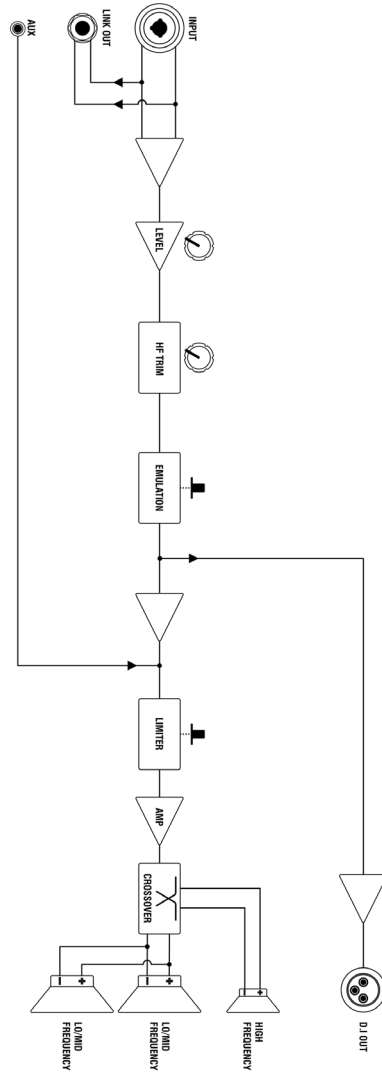 INPUT
LINK OUT
AUX
LEVEL
HF TRIM
EMULATION
LIMITER
AMP
CROSSOVER
+
−
HIGH
FREQUENCY
+
−
LO/MID
FREQUENCY
+
−
LO/MID
FREQUENCY
+
−
D.I OUT